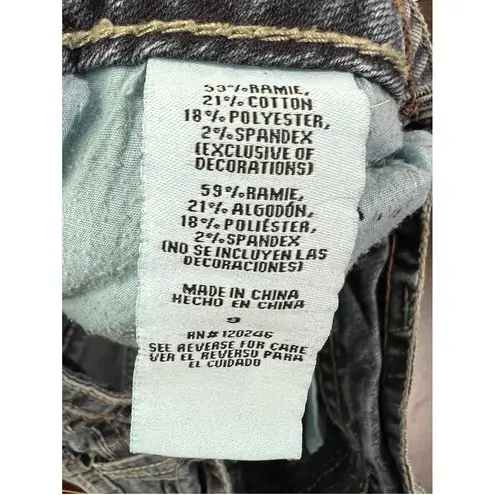 59% RAMIE,
21% COTTON
18% POLYESTER,
2% SPANDEX
(EXCLUSIVE OF
DECORATIONS)
59% RAMIE,
21% ALGODÓN,
18% POLIÉSTER,
2% SPANDEX
(NO SE INCLUYEN LAS
DECORACIONES)
MADE IN CHINA
HECHO EN CHINA
9
RN# 120246
SEE REVERSE FOR CARE
VER EL REVERSO PARA
EL CUIDADO